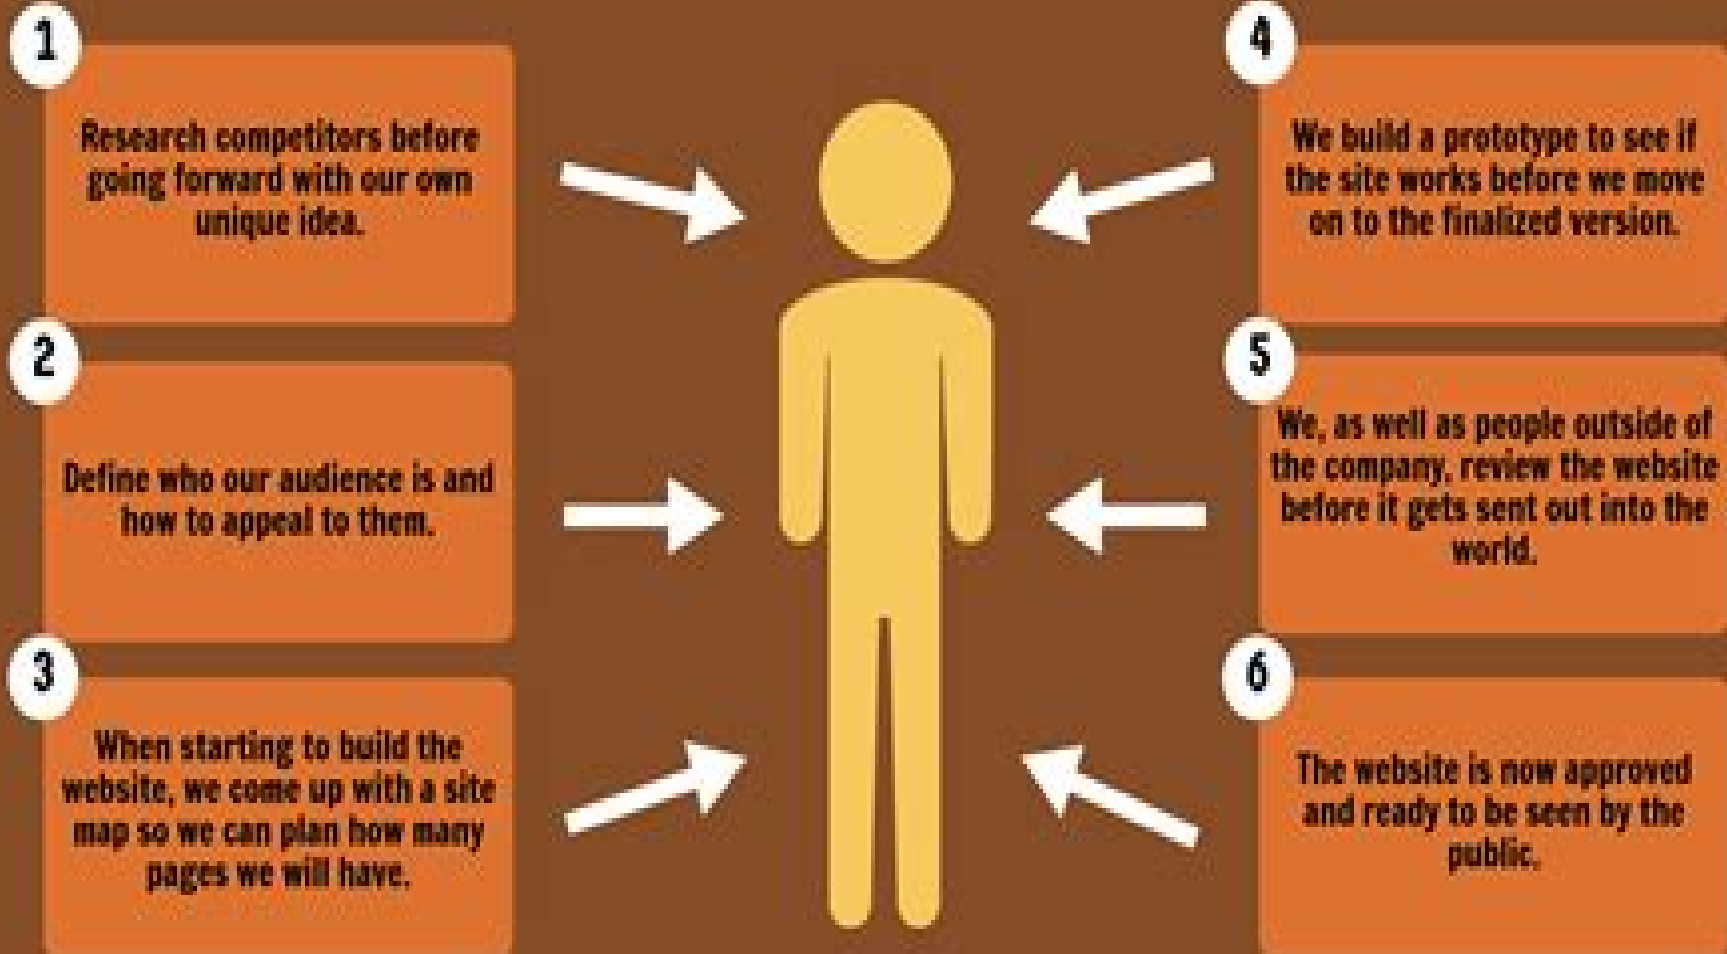 1
Research competitors before
going forward with our own
unique idea.
2
Define who our audience is and
how to appeal to them.
3
When starting to build the
website, we come up with a site
map so we can plan how many
pages we will have.
4
We build a prototype to see if
the site works before we move
on to the finalized version.
5
We, as well as people outside of
the company, review the website
before it gets sent out into the
world.
6
The website is now approved
and ready to be seen by the
public.